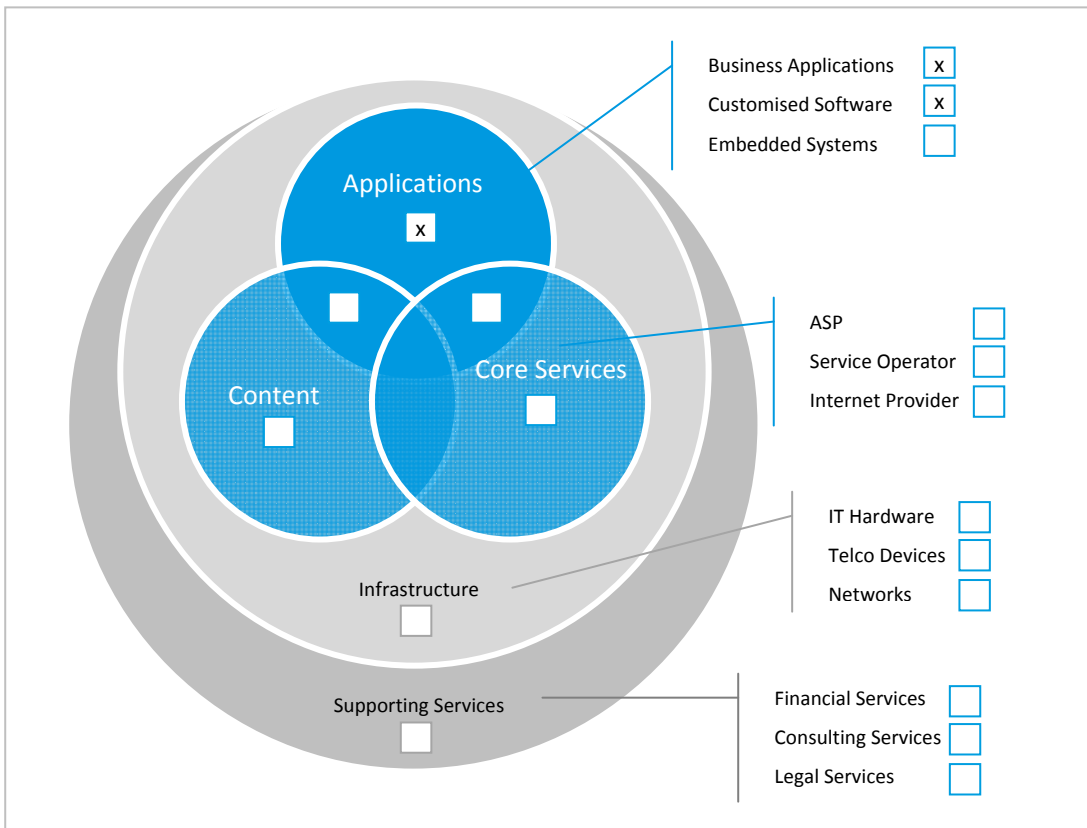 Business Applications x
Customised Software x
Embedded Systems
Applications
x
ASP
Service Operator
Internet Provider
Core Services
Content
IT Hardware
Telco Devices
Networks
Infrastructure
Supporting Services
Financial Services
Consulting Services
Legal Services